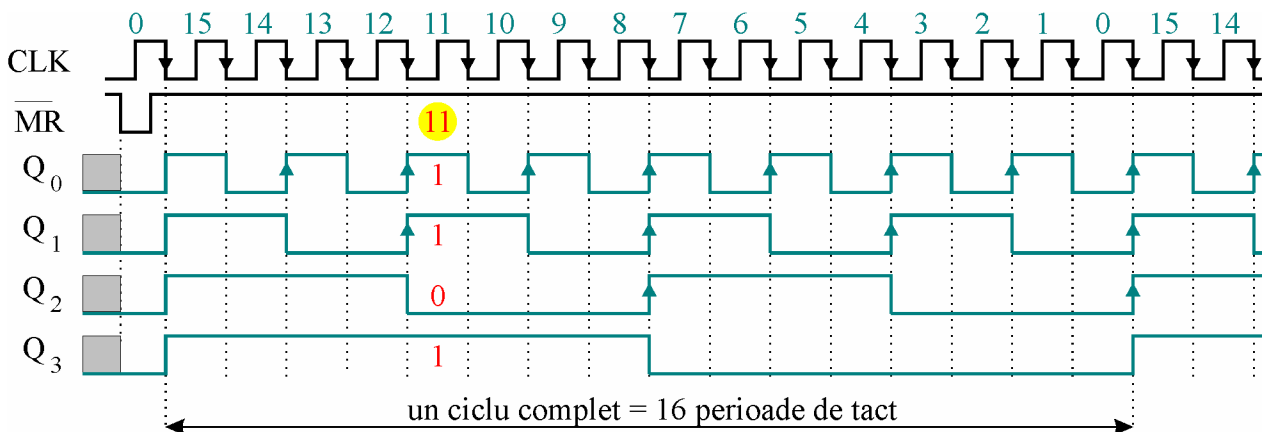 0 15 14 13 12 11 10 9 8 7 6 5 4 3 2 1 0 15 14
CLK
MR 11
Q0 1
Q1 1
Q2 0
Q3 1
un ciclu complet = 16 perioade de tact